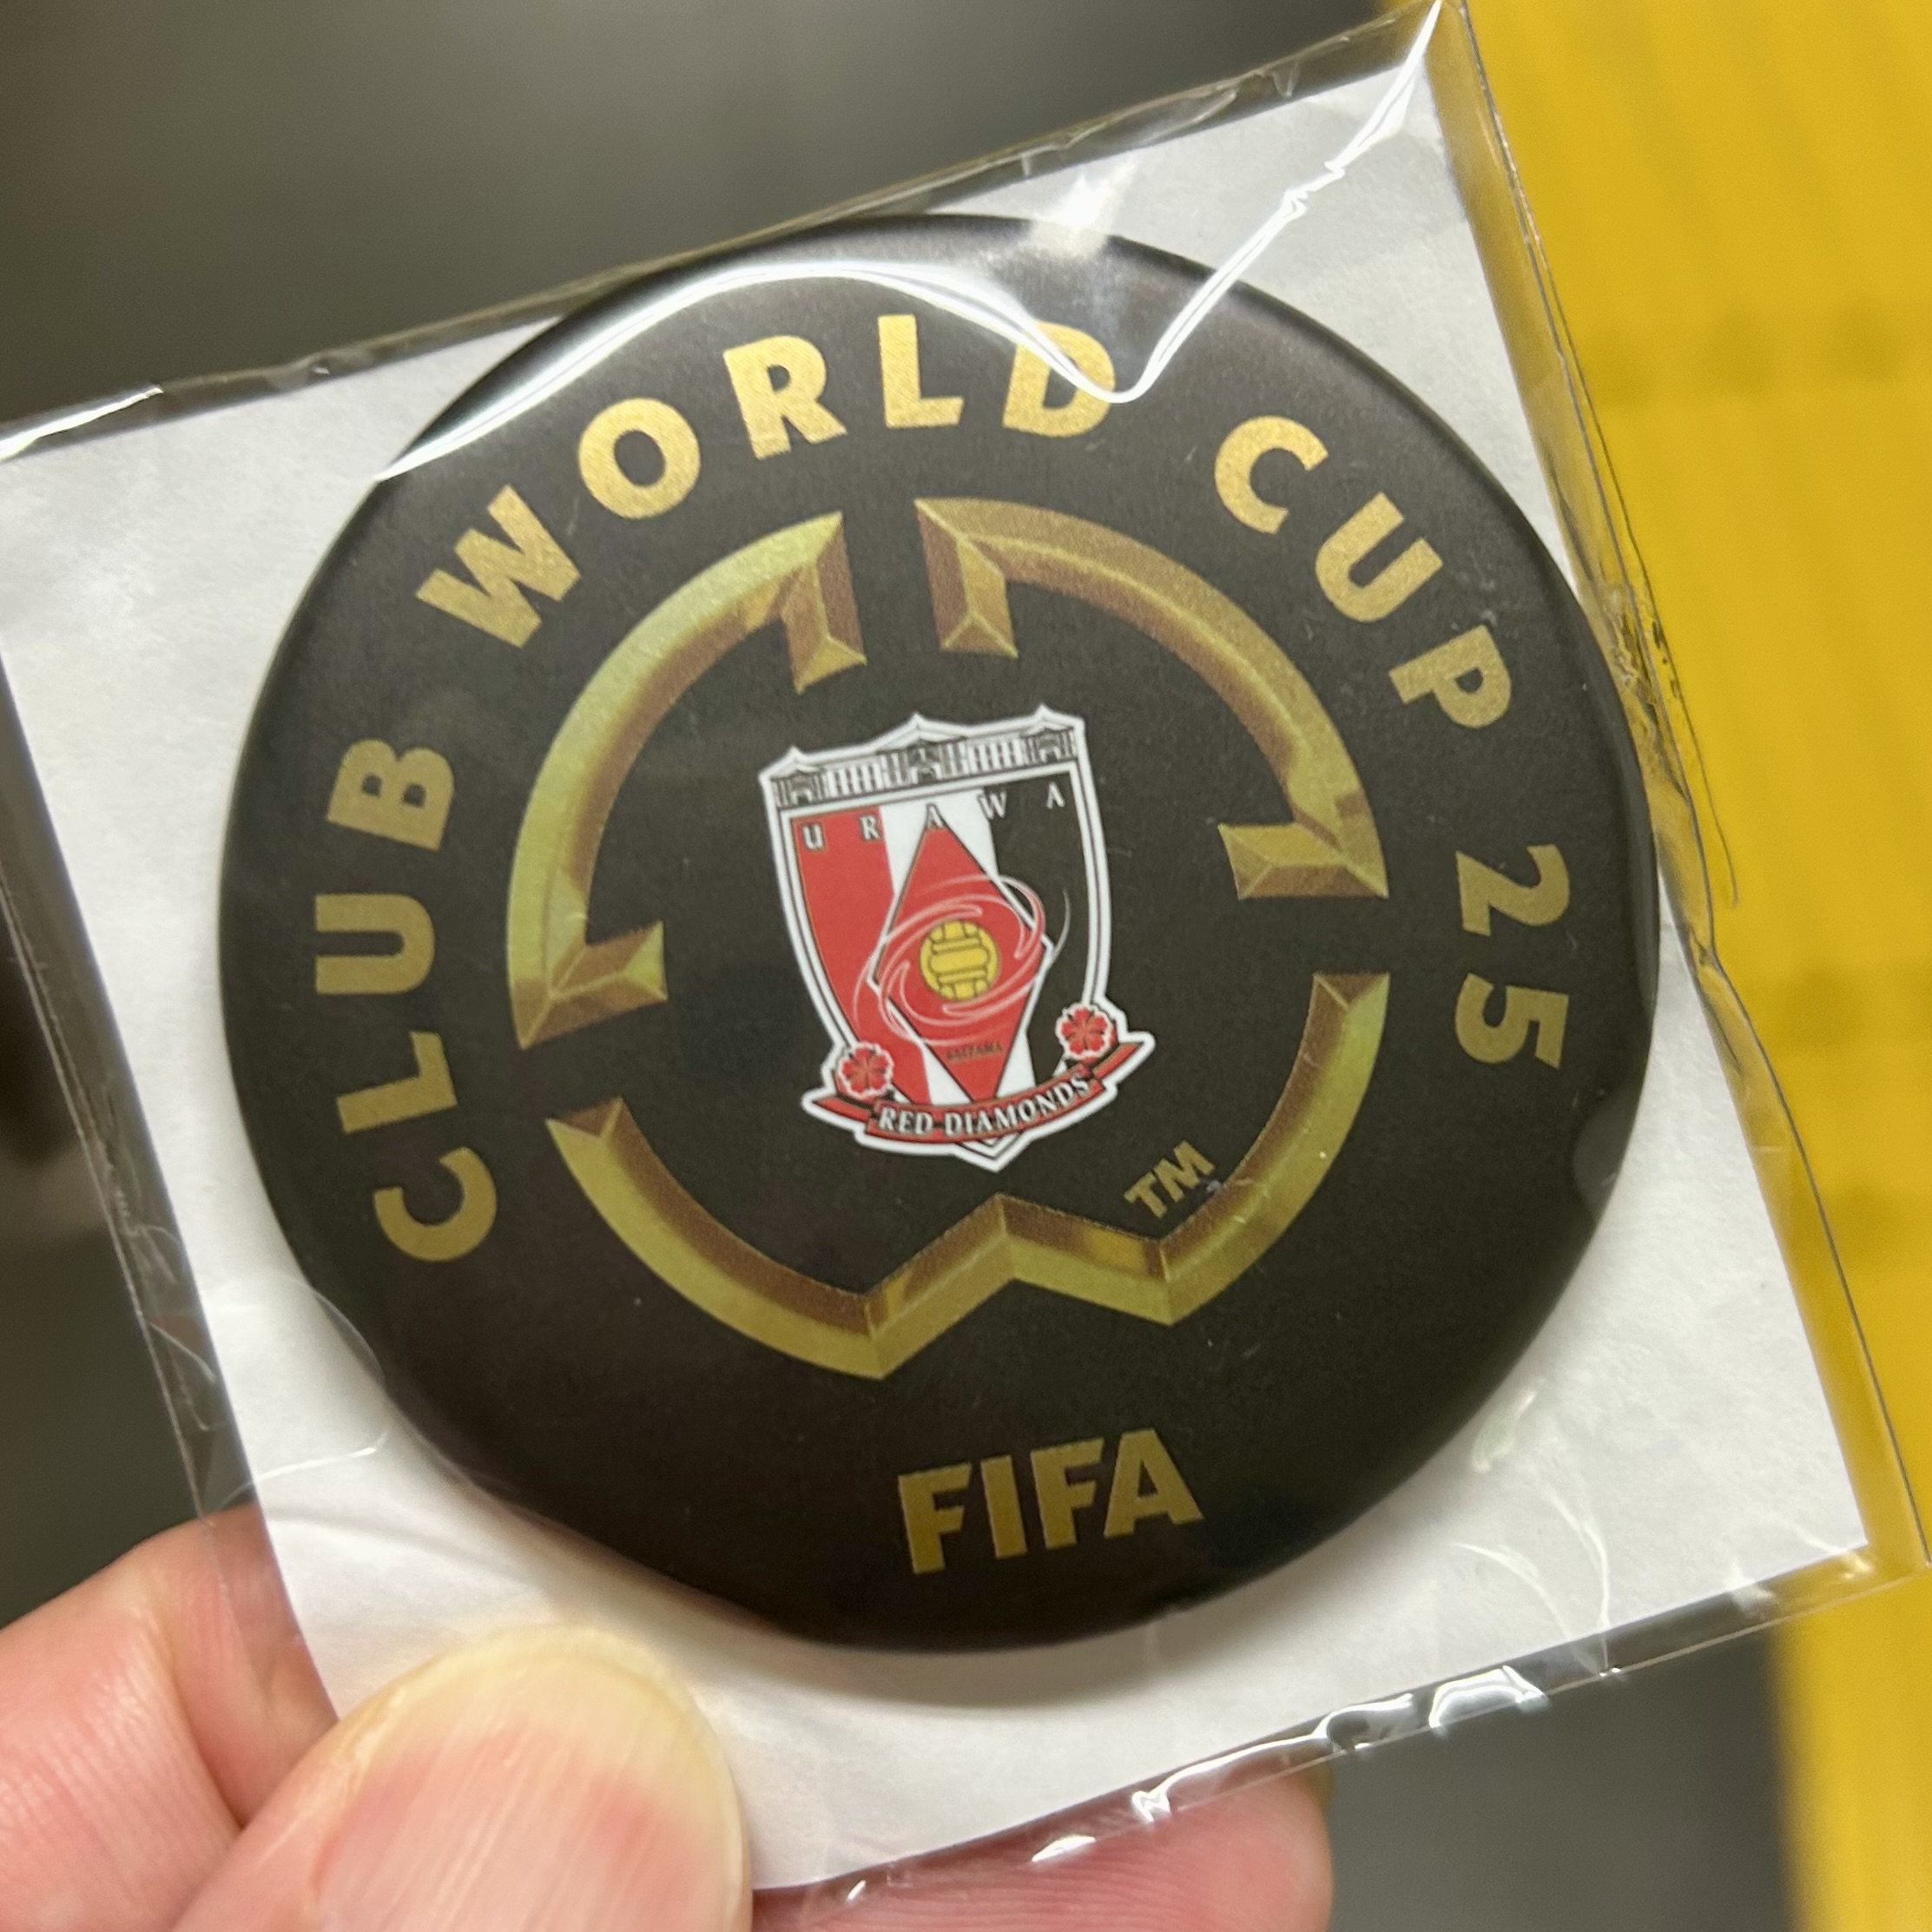 CLUB WORLD CUP 25
URAWA
SAITAMA
RED DIAMONDS
TM
FIFA